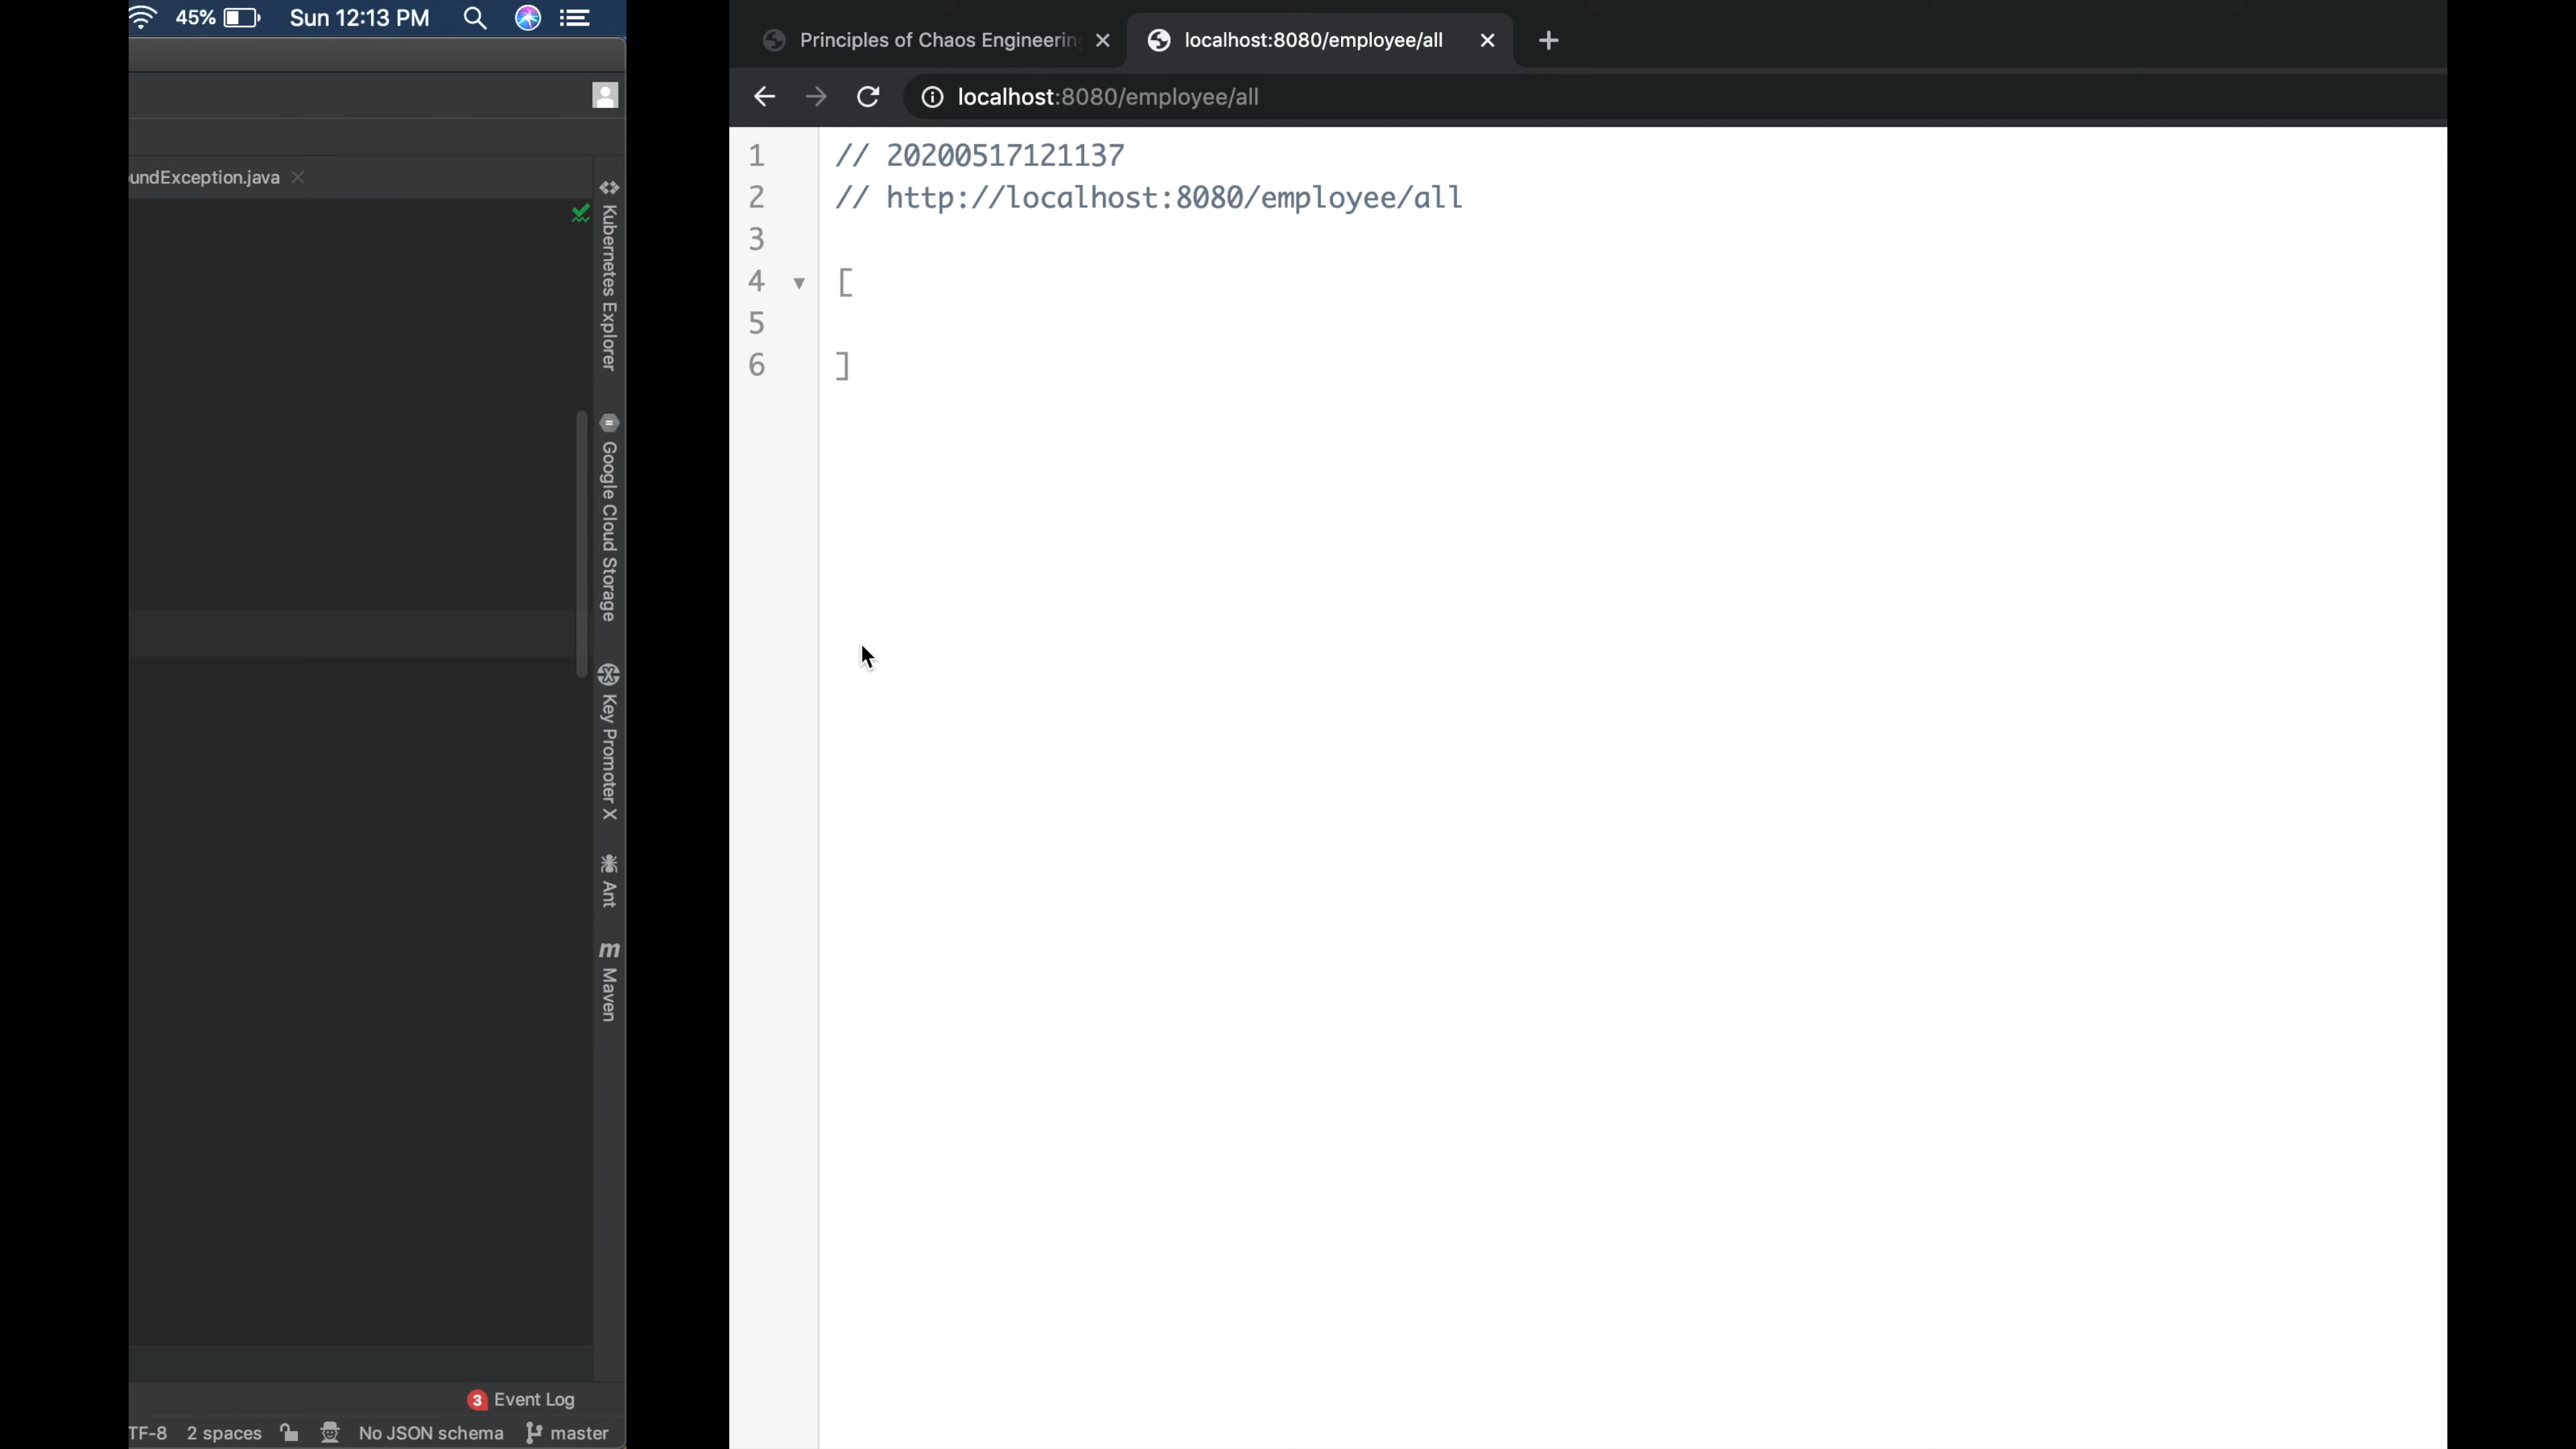 45%
Sun 12:13 PM
undException.java
Kubernetes Explorer
Google Cloud Storage
Key Promoter X
Ant
m Maven
3 Event Log
TF-8 2 spaces No JSON schema master
Principles of Chaos Engineerin
localhost:8080/employee/all
localhost:8080/employee/all
1 // 20200517121137
2 // http://localhost:8080/employee/all
3
4 [
5
6 ]